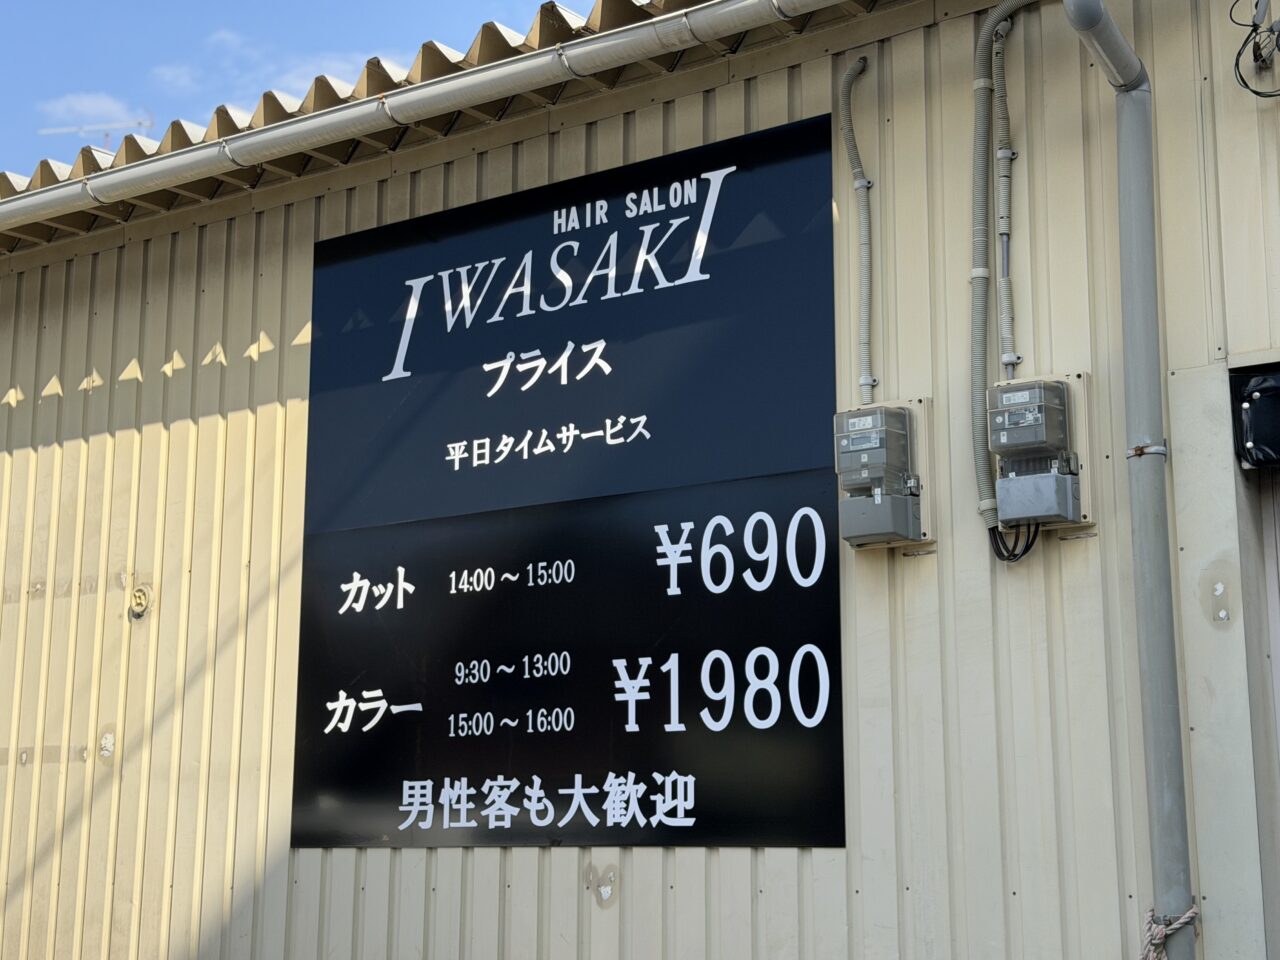 HAIR SALON
IWASAKI
プライス
平日タイムサービス
カット 14:00～15:00 ¥690
カラー 9:30～13:00 ¥1980
15:00～16:00
男性客も大歓迎